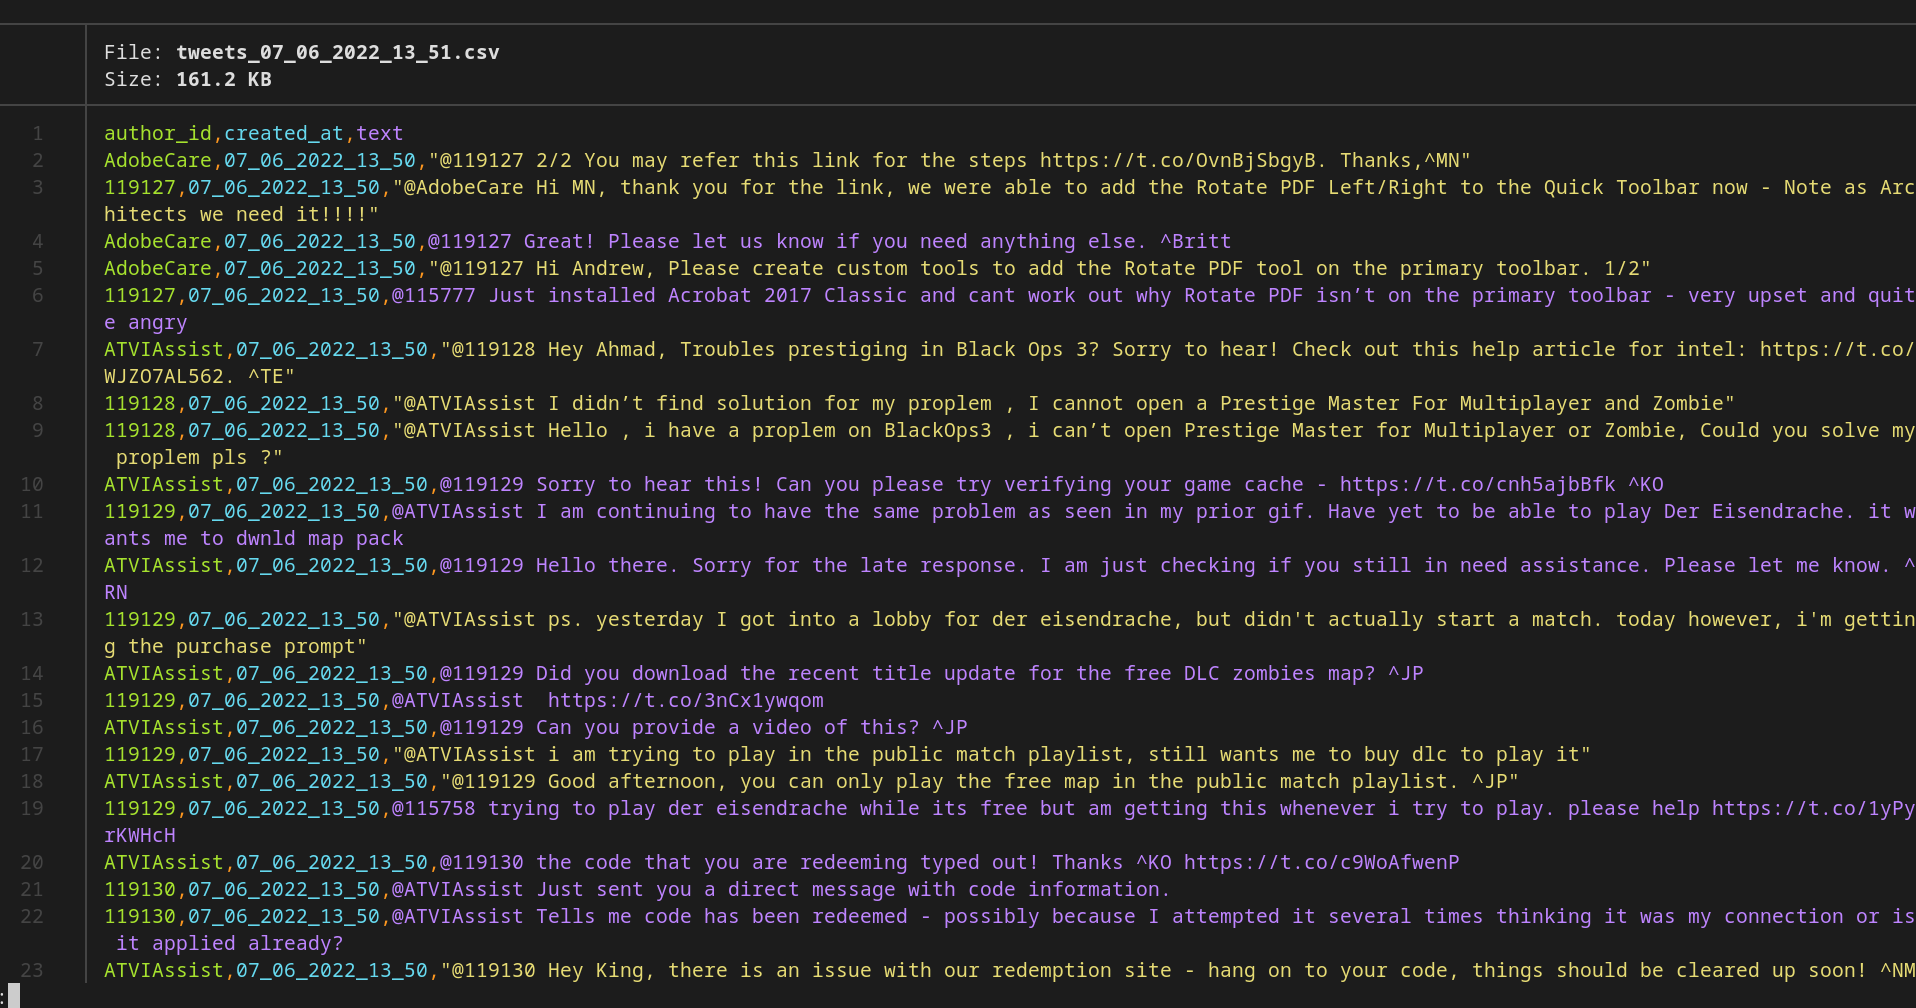 File: tweets_07_06_2022_13_51.csv
Size: 161.2 KB
1 author_id,created_at,text
2 AdobeCare,07_06_2022_13_50,"@119127 2/2 You may refer this link for the steps https://t.co/OvnBjSbgyB. Thanks,^MN"
3 119127,07_06_2022_13_50,"@AdobeCare Hi MN, thank you for the link, we were able to add the Rotate PDF Left/Right to the Quick Toolbar now - Note as Arc
hitects we need it!!!!"
4 AdobeCare,07_06_2022_13_50,@119127 Great! Please let us know if you need anything else. ^Britt
5 AdobeCare,07_06_2022_13_50,"@119127 Hi Andrew, Please create custom tools to add the Rotate PDF tool on the primary toolbar. 1/2"
6 119127,07_06_2022_13_50,@115777 Just installed Acrobat 2017 Classic and cant work out why Rotate PDF isn’t on the primary toolbar - very upset and quit
e angry
7 ATVIAssist,07_06_2022_13_50,"@119128 Hey Ahmad, Troubles prestiging in Black Ops 3? Sorry to hear! Check out this help article for intel: https://t.co/
WJZO7AL562. ^TE"
8 119128,07_06_2022_13_50,"@ATVIAssist I didn’t find solution for my proplem , I cannot open a Prestige Master For Multiplayer and Zombie"
9 119128,07_06_2022_13_50,"@ATVIAssist Hello , i have a proplem on BlackOps3 , i can’t open Prestige Master for Multiplayer or Zombie, Could you solve my
proplem pls ?"
10 ATVIAssist,07_06_2022_13_50,@119129 Sorry to hear this! Can you please try verifying your game cache - https://t.co/cnh5ajbBfk ^KO
11 119129,07_06_2022_13_50,@ATVIAssist I am continuing to have the same problem as seen in my prior gif. Have yet to be able to play Der Eisendrache. it w
ants me to dwnld map pack
12 ATVIAssist,07_06_2022_13_50,@119129 Hello there. Sorry for the late response. I am just checking if you still in need assistance. Please let me know. ^
RN
13 119129,07_06_2022_13_50,"@ATVIAssist ps. yesterday I got into a lobby for der eisendrache, but didn't actually start a match. today however, i'm gettin
g the purchase prompt"
14 ATVIAssist,07_06_2022_13_50,@119129 Did you download the recent title update for the free DLC zombies map? ^JP
15 119129,07_06_2022_13_50,@ATVIAssist  https://t.co/3nCx1ywqom
16 ATVIAssist,07_06_2022_13_50,@119129 Can you provide a video of this? ^JP
17 119129,07_06_2022_13_50,"@ATVIAssist i am trying to play in the public match playlist, still wants me to buy dlc to play it"
18 ATVIAssist,07_06_2022_13_50,"@119129 Good afternoon, you can only play the free map in the public match playlist. ^JP"
19 119129,07_06_2022_13_50,@115758 trying to play der eisendrache while its free but am getting this whenever i try to play. please help https://t.co/1yPy
rKWHcH
20 ATVIAssist,07_06_2022_13_50,@119130 the code that you are redeeming typed out! Thanks ^KO https://t.co/c9WoAfwenP
21 119130,07_06_2022_13_50,@ATVIAssist Just sent you a direct message with code information.
22 119130,07_06_2022_13_50,@ATVIAssist Tells me code has been redeemed - possibly because I attempted it several times thinking it was my connection or is
it applied already?
23 ATVIAssist,07_06_2022_13_50,"@119130 Hey King, there is an issue with our redemption site - hang on to your code, things should be cleared up soon! ^NM
: